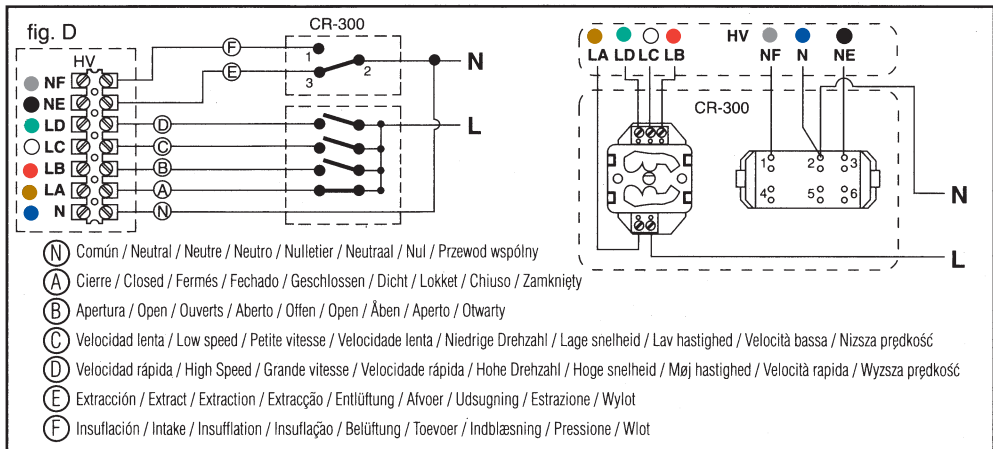 fig. D
CR-300
HV
NF
NE
LD
LC
LB
LA
N
F
E
D
C
B
A
N
1
2
3
N
L
LA LD LC LB HV NF N NE
CR-300
1 2 3
4 5 6
N
L
N Común / Neutral / Neutre / Neutro / Nulletier / Neutraal / Nul / Przewod wspólny
A Cierre / Closed / Fermés / Fechado / Geschlossen / Dicht / Lokket / Chiuso / Zamknięty
B Apertura / Open / Ouverts / Aberto / Offen / Open / Åben / Aperto / Otwarty
C Velocidad lenta / Low speed / Petite vitesse / Velocidade lenta / Niedrige Drehzahl / Lage snelheid / Lav hastighed / Velocità bassa / Nizsza prędkość
D Velocidad rápida / High Speed / Grande vitesse / Velocidade rápida / Hohe Drehzahl / Hoge snelheid / Møj hastighed / Velocità rapida / Wyzsza prędkość
E Extracción / Extract / Extraction / Extracção / Entlüftung / Afvoer / Udsugning / Estrazione / Wylot
F Insuflación / Intake / Insufflation / Insuflação / Belüftung / Toevoer / Indblæsning / Pressione / Wlot